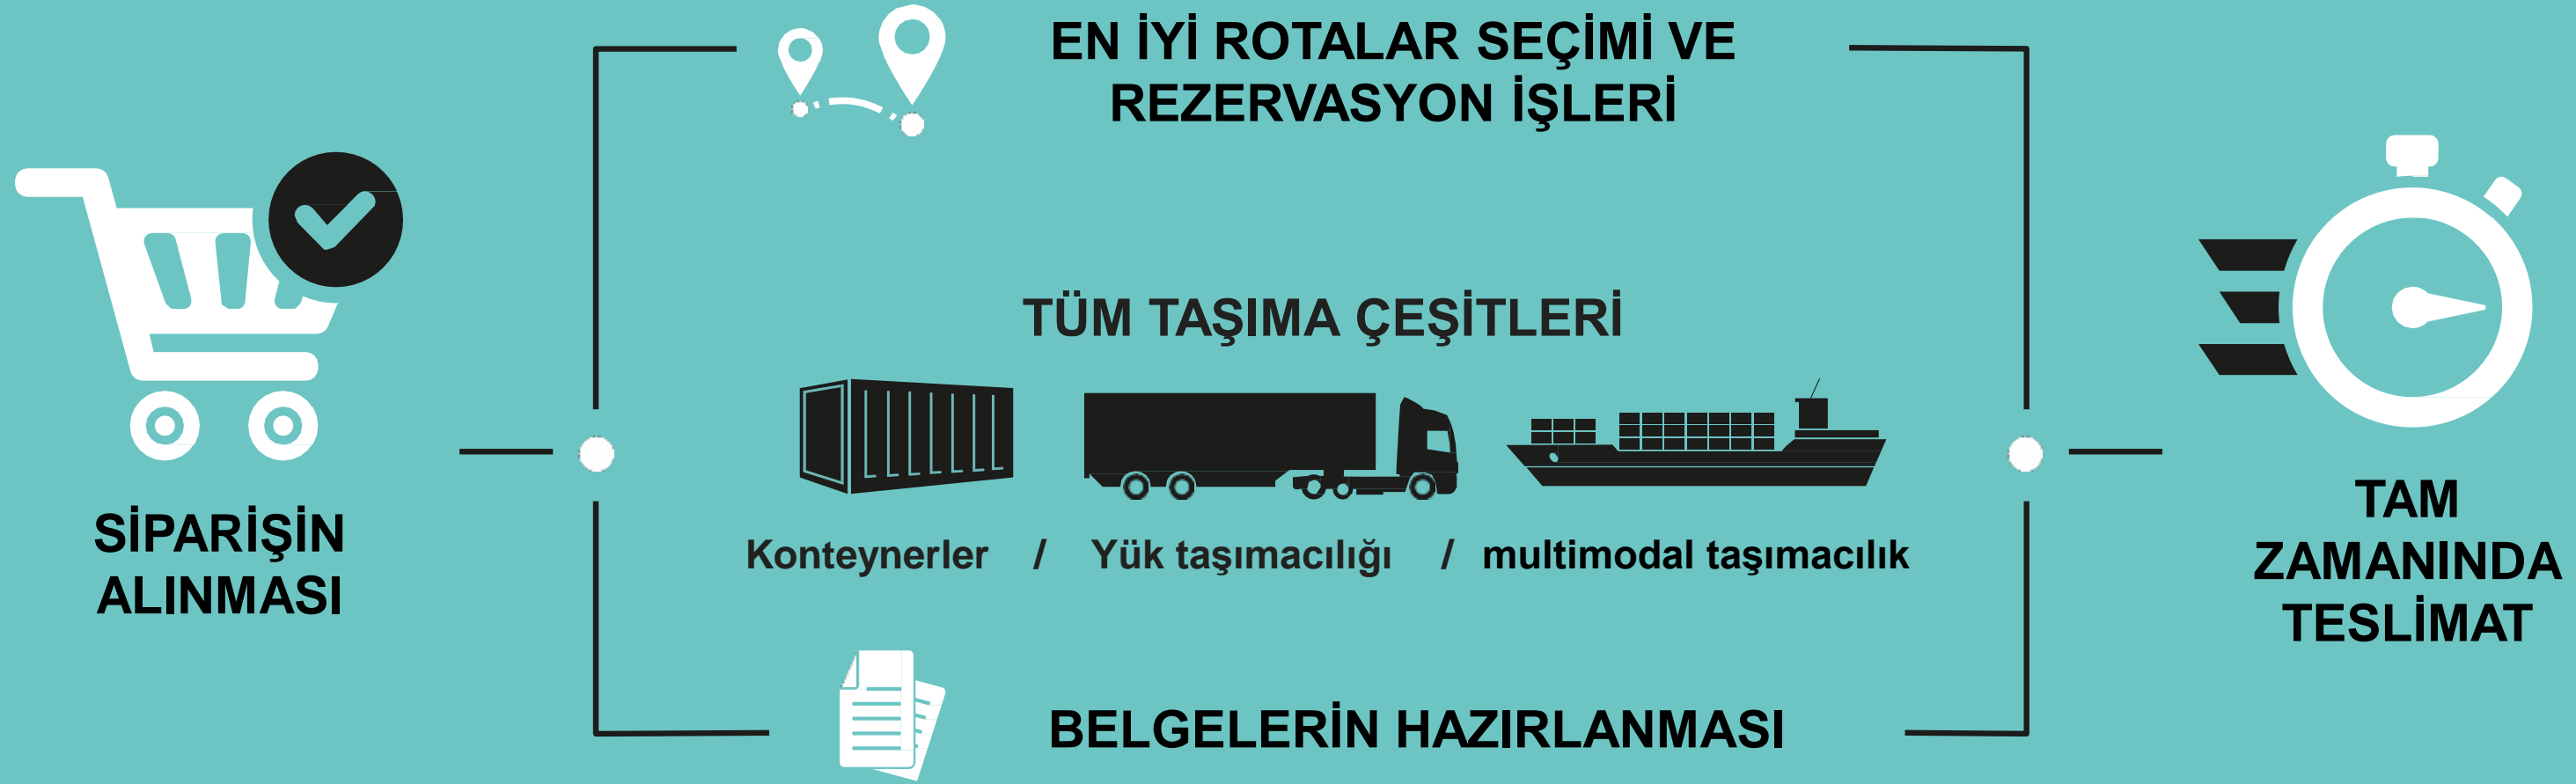 SİPARİŞİN
ALINMASI
EN İYİ ROTALAR SEÇİMİ VE
REZERVASYON İŞLERİ
TÜM TAŞIMA ÇEŞİTLERİ
Konteynerler / Yük taşımacılığı / multimodal taşımacılık
BELGELERİN HAZIRLANMASI
TAM
ZAMANINDA
TESLİMAT